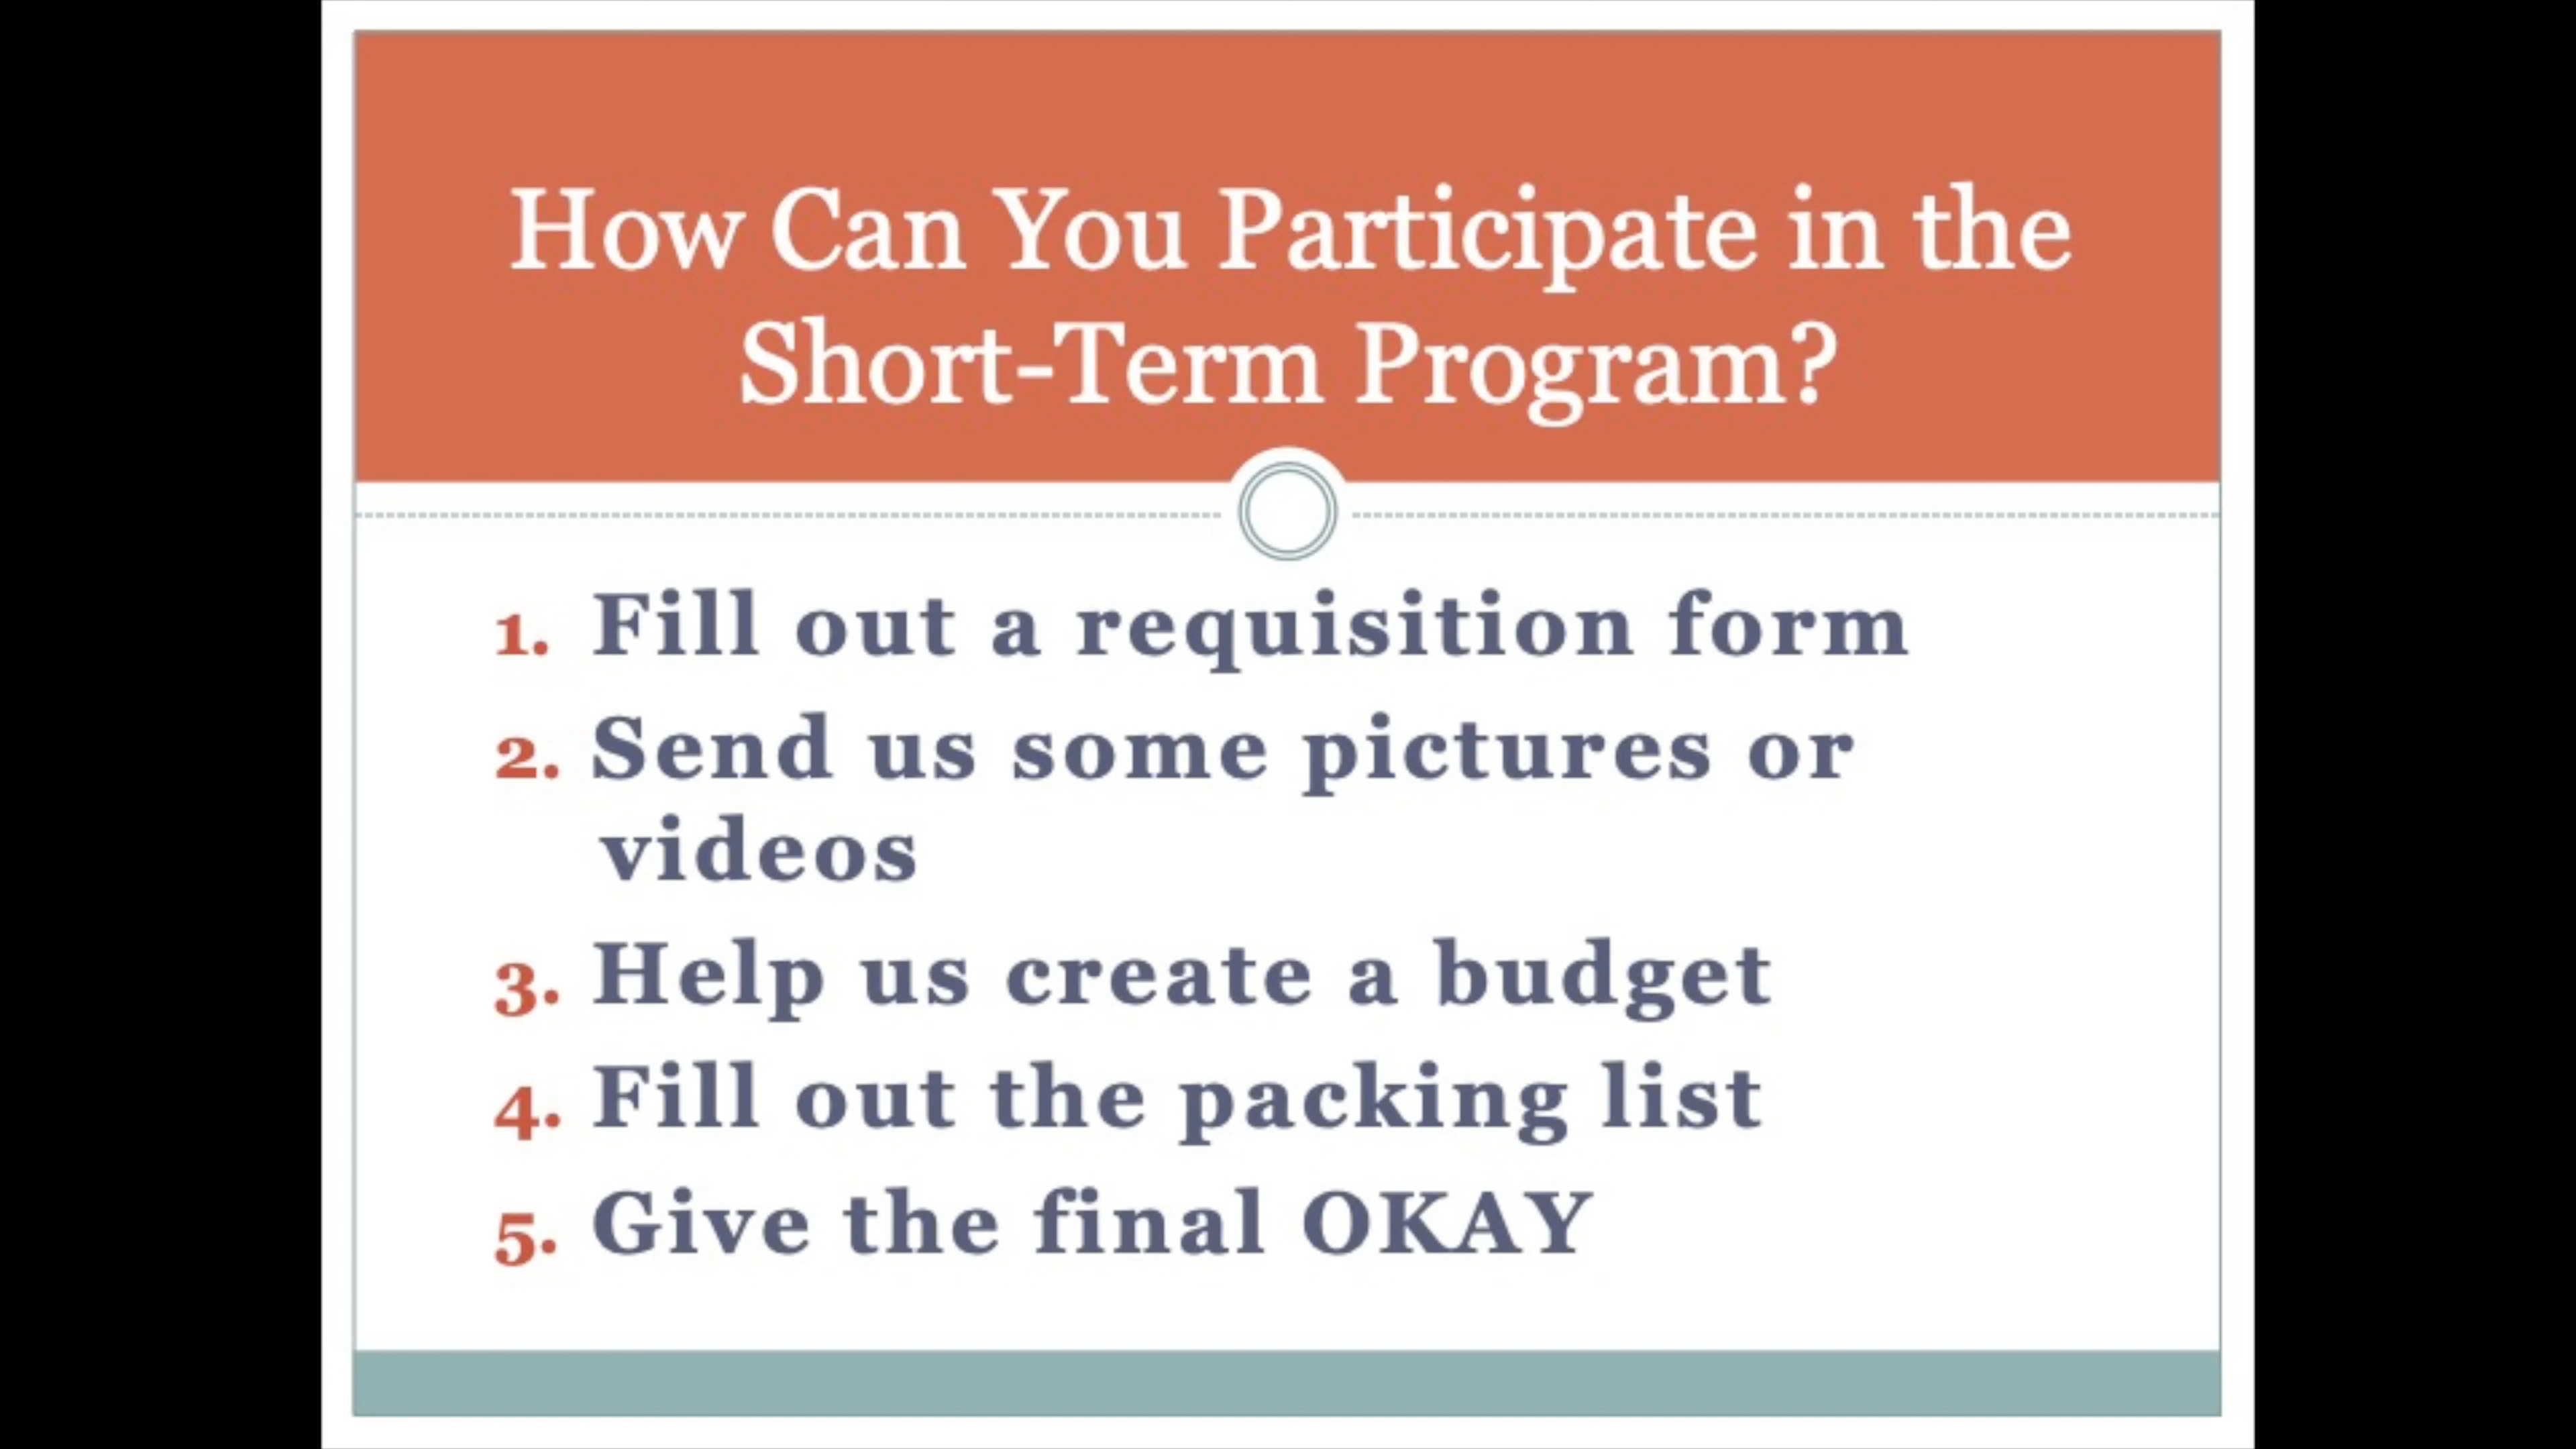 How Can You Participate in the
Short-Term Program?
1. Fill out a requisition form
2. Send us some pictures or
videos
3. Help us create a budget
4. Fill out the packing list
5. Give the final OKAY